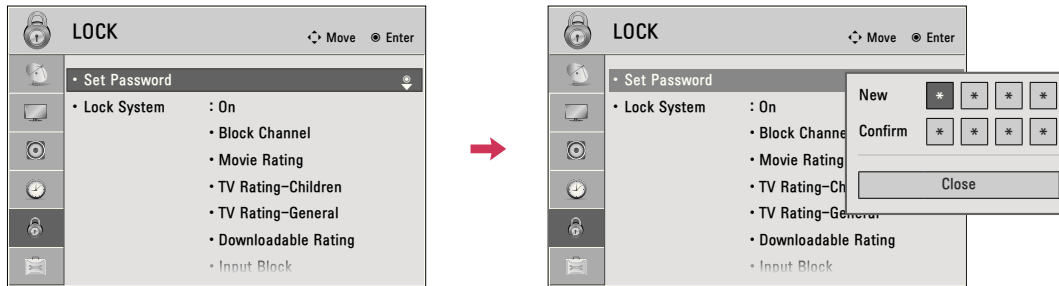 LOCK
Move Enter
• Set Password
• Lock System : On
• Block Channel
• Movie Rating
• TV Rating-Children
• TV Rating-General
• Downloadable Rating
• Input Block
LOCK
Move Enter
• Set Password
• Lock System : On
• Block Channe
• Movie Rating
• TV Rating-Ch
• TV Rating-General
• Downloadable Rating
• Input Block
New * * * *
Confirm * * * *
Close